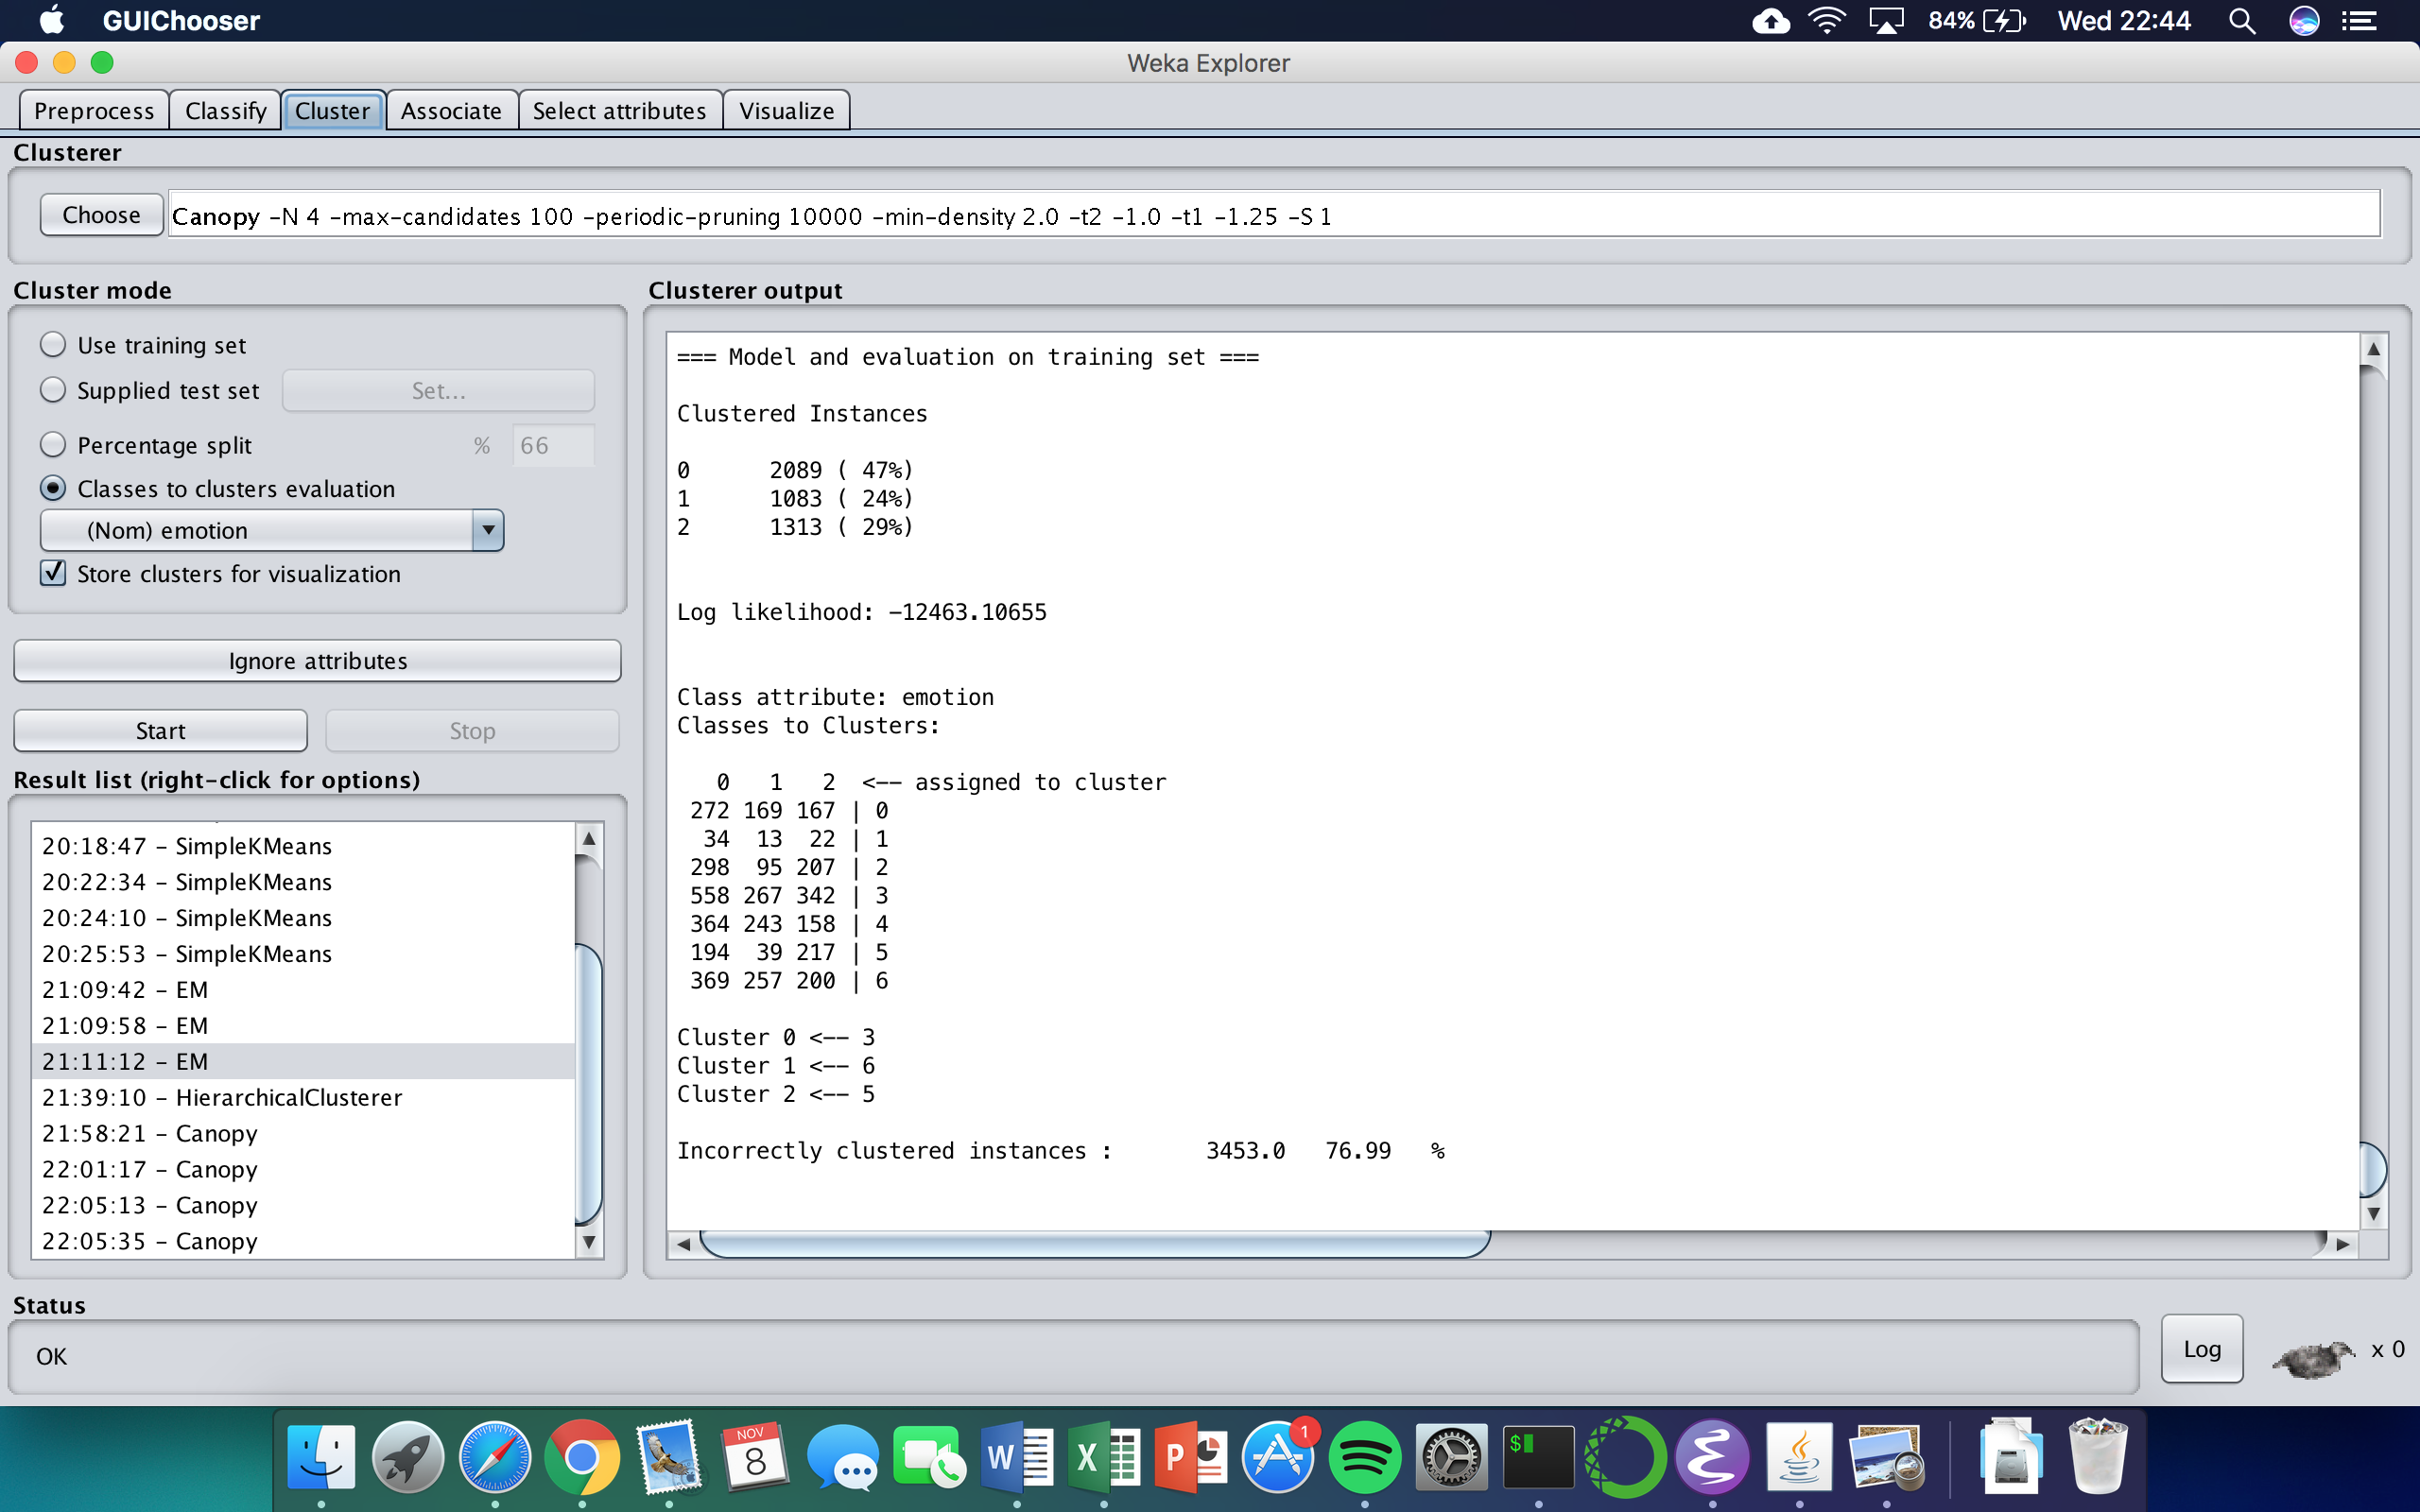 GUIChooser
84%
Wed 22:44
Weka Explorer
Preprocess
Classify
Cluster
Associate
Select attributes
Visualize
Clusterer
Choose
Canopy -N 4 -max-candidates 100 -periodic-pruning 10000 -min-density 2.0 -t2 -1.0 -t1 -1.25 -S 1
Cluster mode
Use training set
Supplied test set
Set...
Percentage split
%
66
Classes to clusters evaluation
(Nom) emotion
Store clusters for visualization
Ignore attributes
Start
Stop
Result list (right-click for options)
20:18:47 - SimpleKMeans
20:22:34 - SimpleKMeans
20:24:10 - SimpleKMeans
20:25:53 - SimpleKMeans
21:09:42 - EM
21:09:58 - EM
21:11:12 - EM
21:39:10 - HierarchicalClusterer
21:58:21 - Canopy
22:01:17 - Canopy
22:05:13 - Canopy
22:05:35 - Canopy
Clusterer output
=== Model and evaluation on training set ===
Clustered Instances
0 2089 ( 47%)
1 1083 ( 24%)
2 1313 ( 29%)
Log likelihood: -12463.10655
Class attribute: emotion
Classes to Clusters:
0 1 2 <-- assigned to cluster
272 169 167 | 0
34 13 22 | 1
298 95 207 | 2
558 267 342 | 3
364 243 158 | 4
194 39 217 | 5
369 257 200 | 6
Cluster 0 <-- 3
Cluster 1 <-- 6
Cluster 2 <-- 5
Incorrectly clustered instances : 3453.0 76.99 %
Status
OK
Log
x 0
NOV
8
W
X
P
1
$